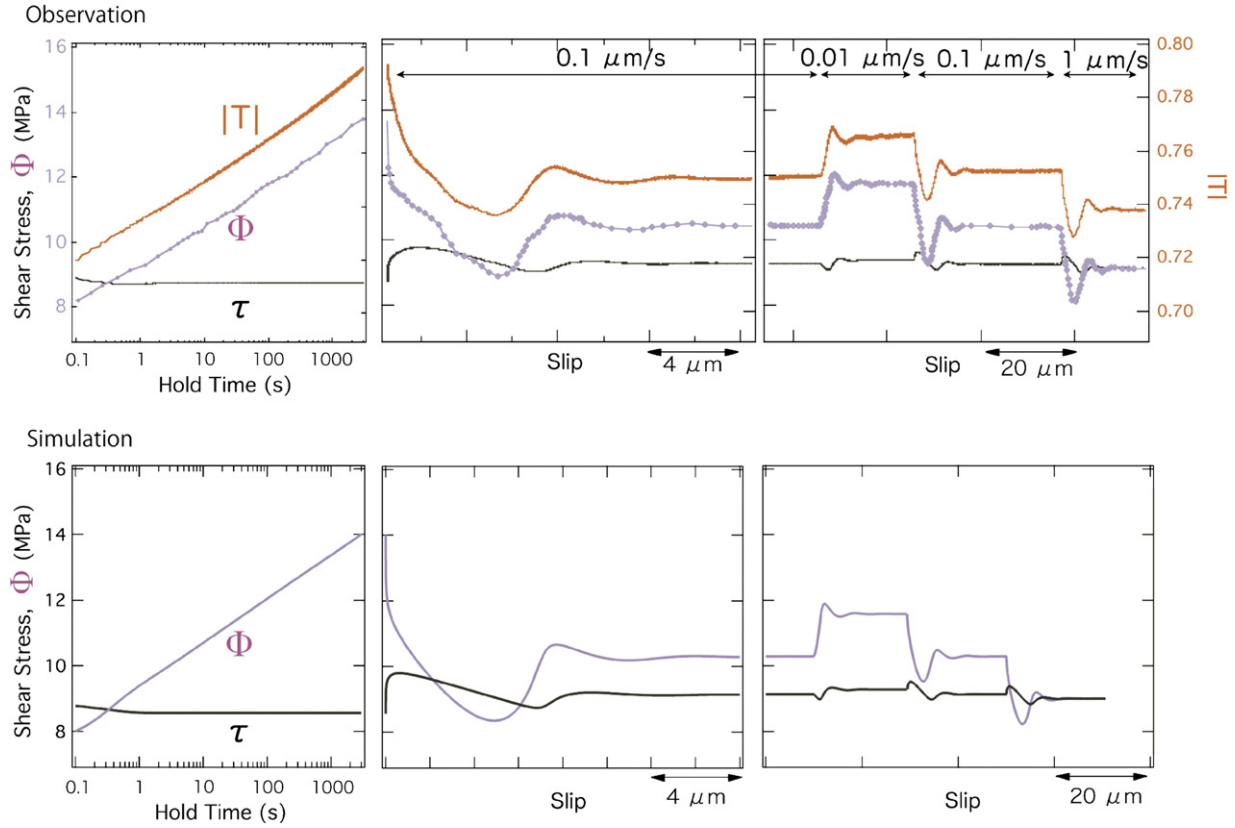 Observation
Shear Stress, Φ (MPa)
16
14
12
10
8
|T|
Φ
τ
0.1 1 10 100 1000
Hold Time (s)
0.1 μm/s
0.01 μm/s
0.1 μm/s
1 μm/s
Slip
4 μm
Slip
20 μm
0.80
0.78
0.76
0.74
0.72
0.70
|T|
Simulation
Shear Stress, Φ (MPa)
16
14
12
10
8
Φ
τ
0.1 1 10 100 1000
Hold Time (s)
Slip
4 μm
Slip
20 μm